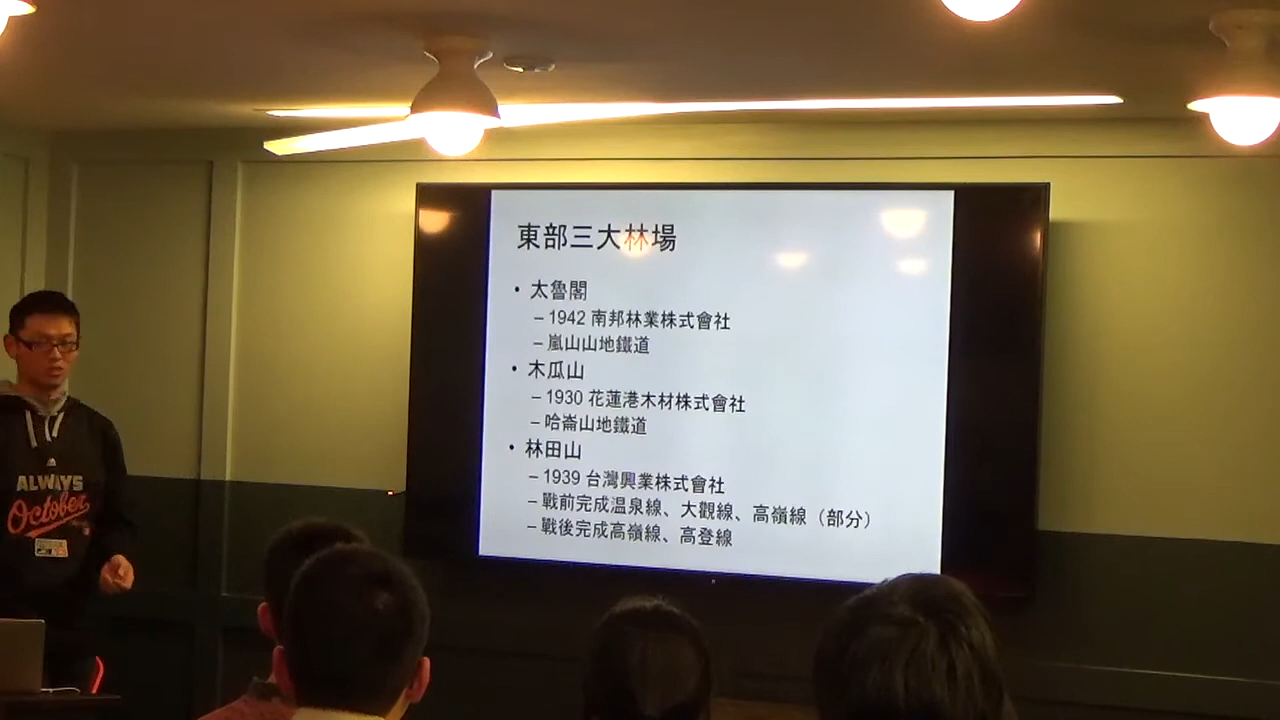 東部三大林場
• 太魯閣
– 1942 南邦林業株式會社
– 嵐山山地鐵道
• 木瓜山
– 1930 花蓮港木材株式會社
– 哈崙山地鐵道
• 林田山
– 1939 台灣興業株式會社
– 戰前完成溫泉線、大觀線、高嶺線（部分）
– 戰後完成高嶺線、高登線
ALWAYS
October